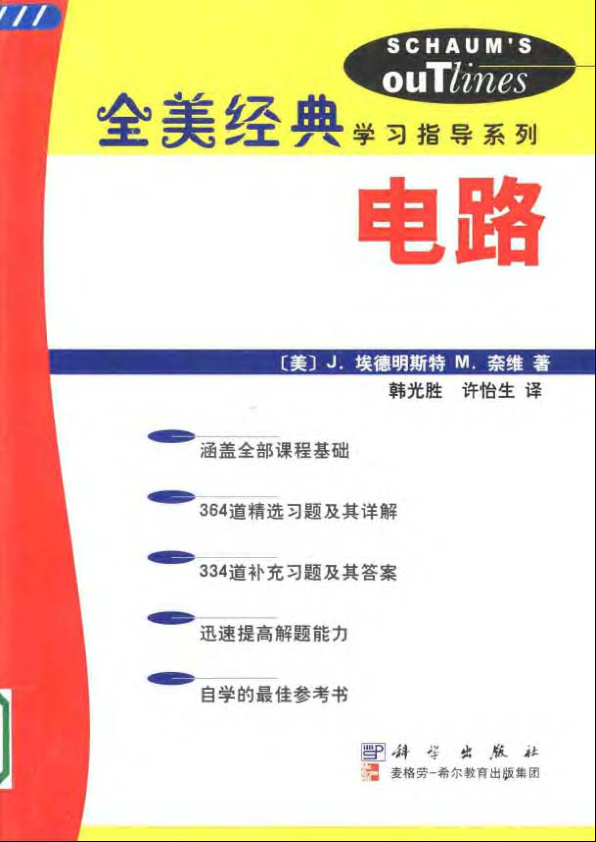 SCHAUM'S
ouTlines
全美经典学习指导系列
电路
〔美〕J．埃德明斯特 M．奈维 著
韩光胜 许怡生 译
涵盖全部课程基础
364道精选习题及其详解
334道补充习题及其答案
迅速提高解题能力
自学的最佳参考书
科学出版社
麦格劳-希尔教育出版集团